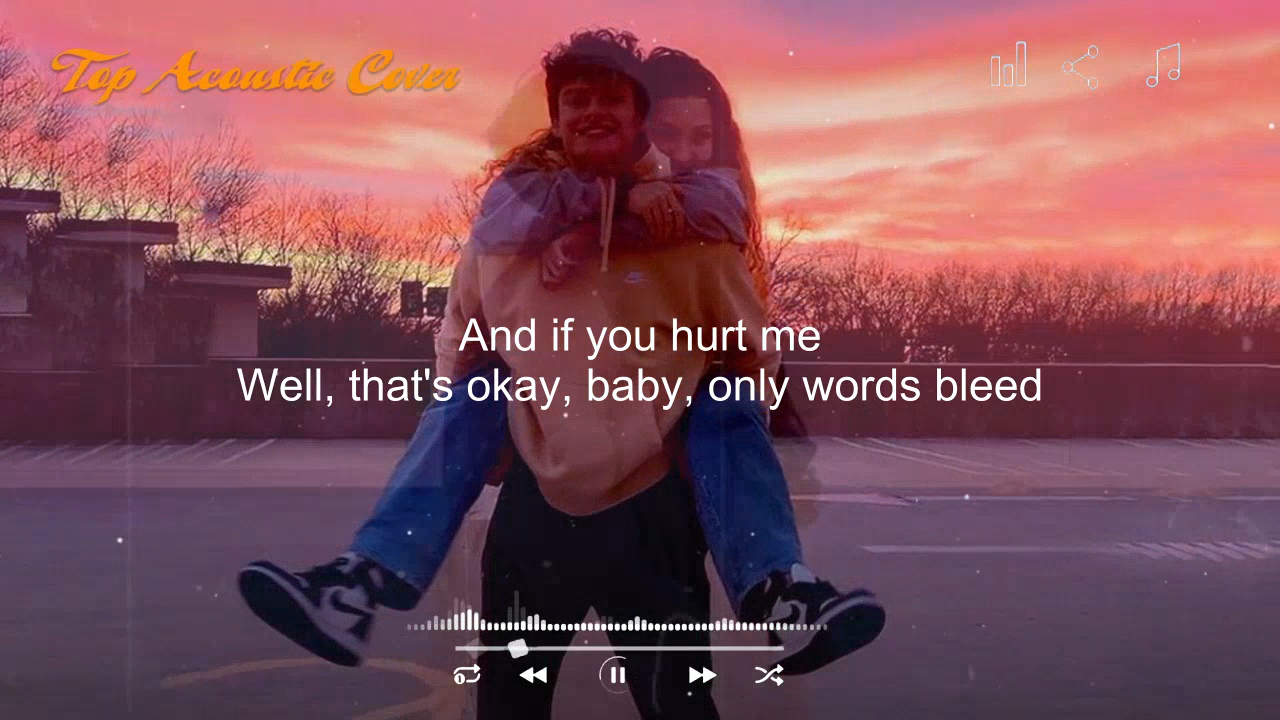 Top Acoustic Cover
And if you hurt me
Well, that's okay, baby, only words bleed